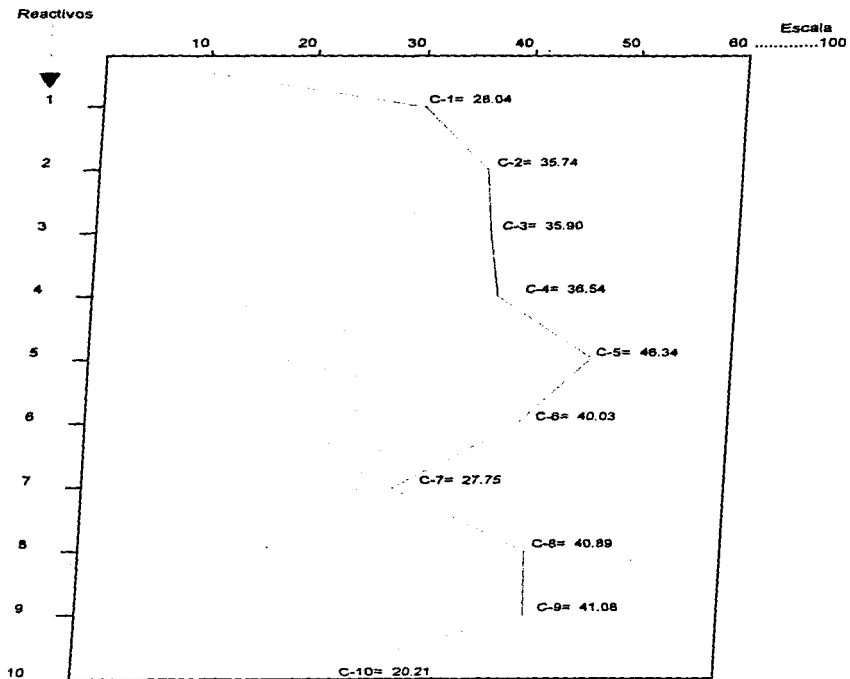 Reactivos
Escala
10 20 30 40 50 60 ..........100
1 C-1= 28.04
2 C-2= 35.74
3 C-3= 35.90
4 C-4= 36.54
5 C-5= 46.34
6 C-6= 40.03
7 C-7= 27.75
8 C-8= 40.89
9 C-9= 41.08
10 C-10= 20.21